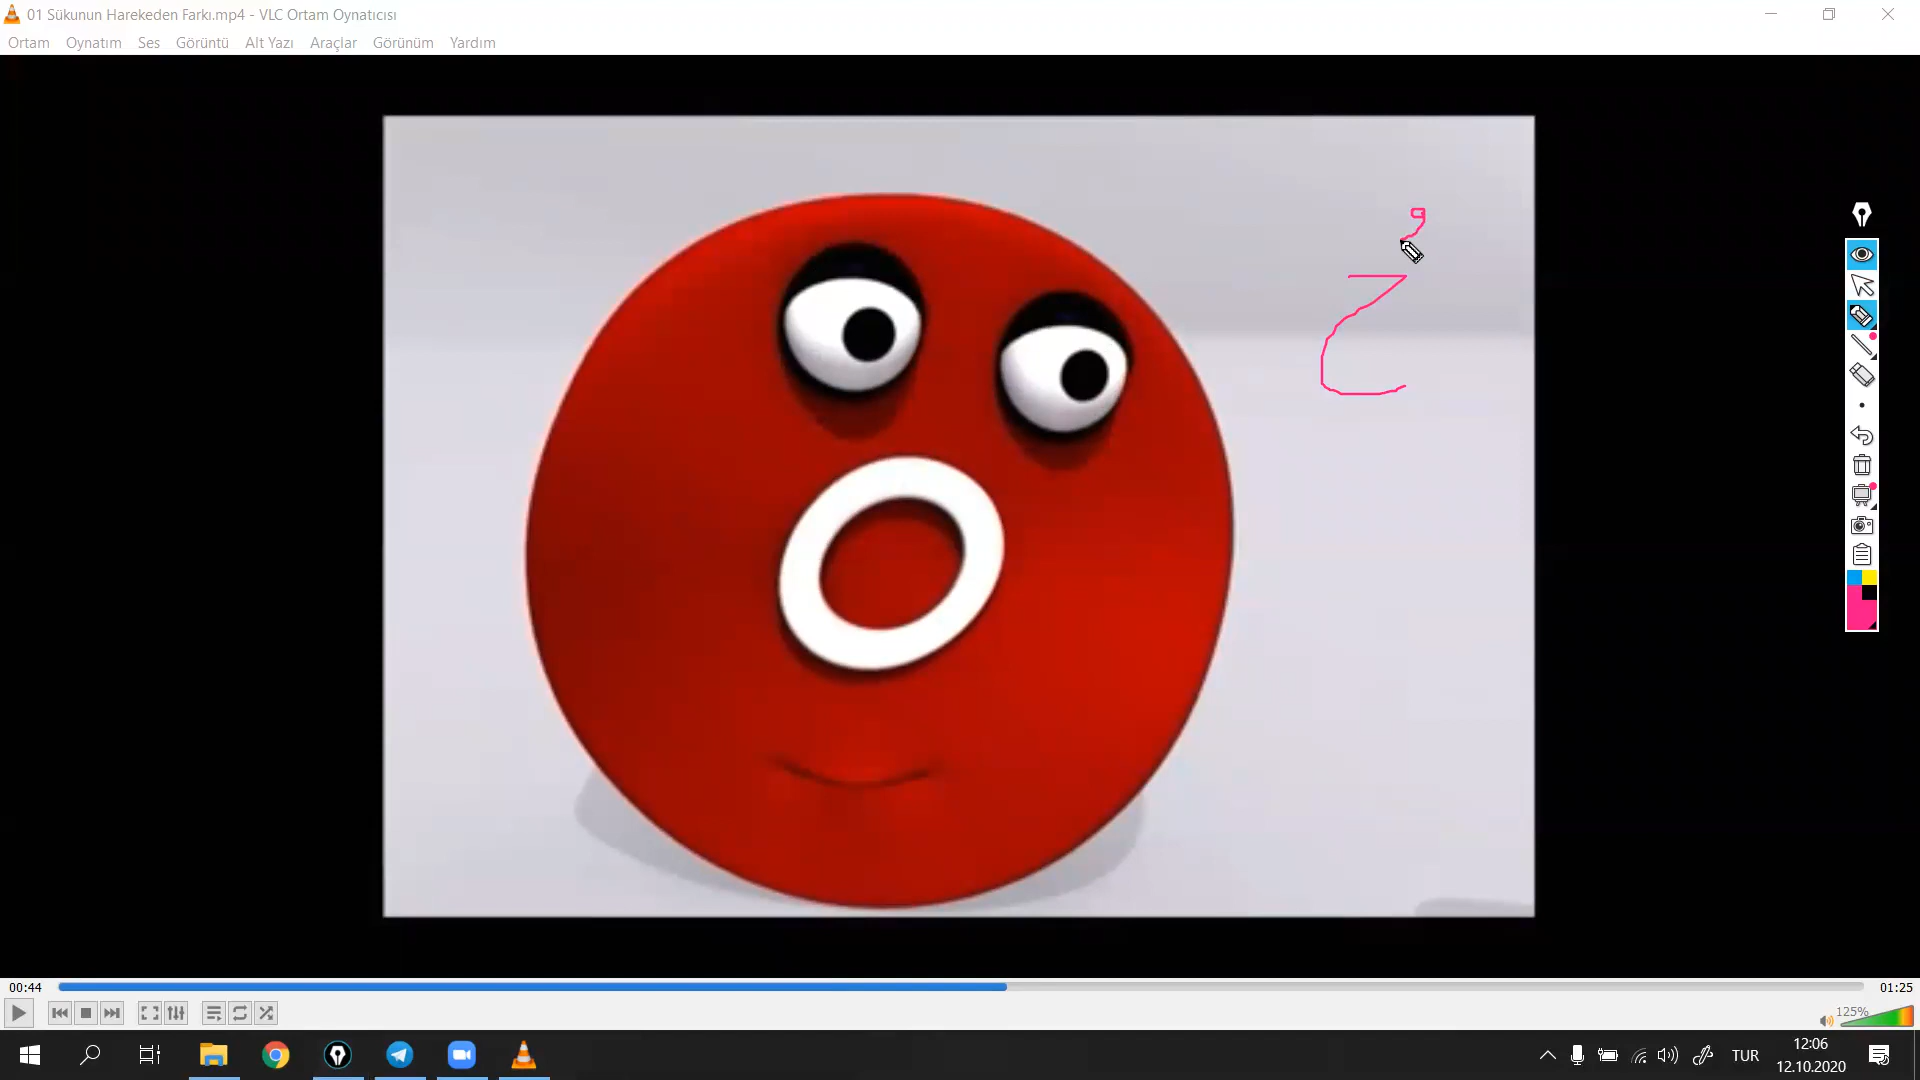 01 Sükunun Harekeden Farkı.mp4 - VLC Ortam Oynatıcısı
Ortam Oynatım Ses Görüntü Alt Yazı Araçlar Görünüm Yardım
حُ
00:44 01:25
125%
TUR 12:06
12.10.2020